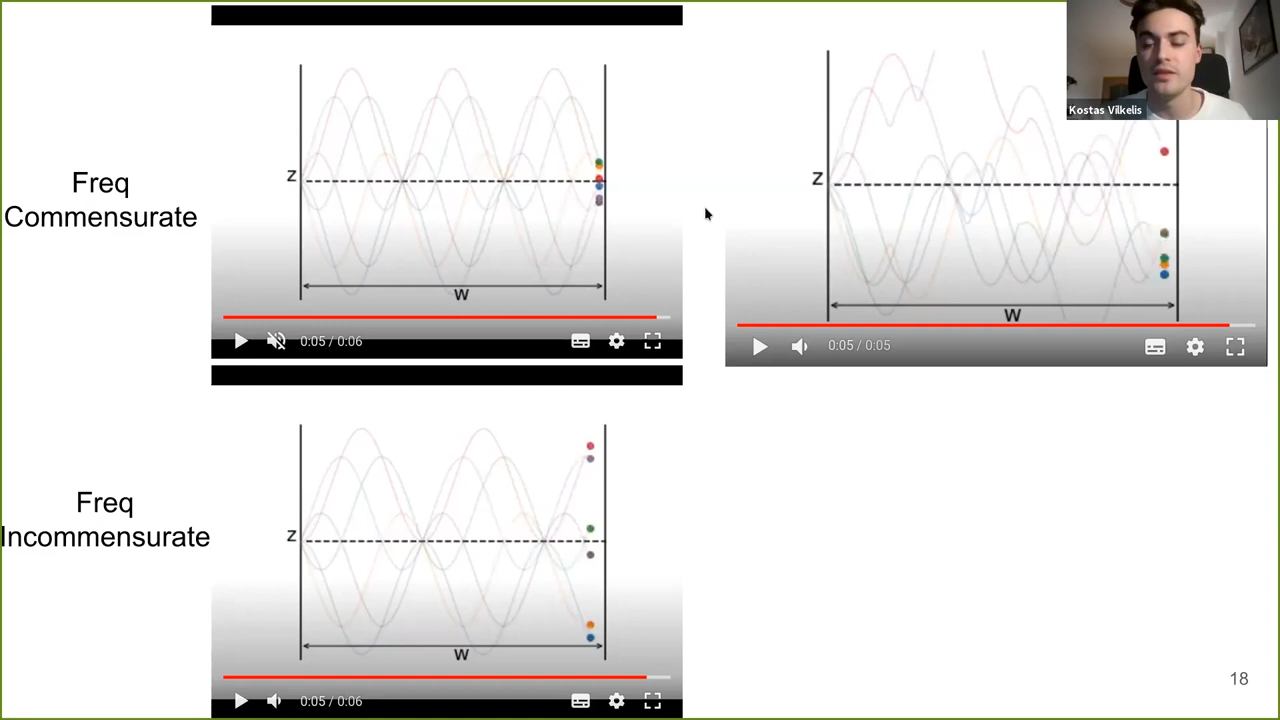 Kostas Vilkelis
Freq
Commensurate
Z
W
0:05 / 0:06
Z
W
0:05 / 0:05
Freq
Incommensurate
Z
W
0:05 / 0:06
18